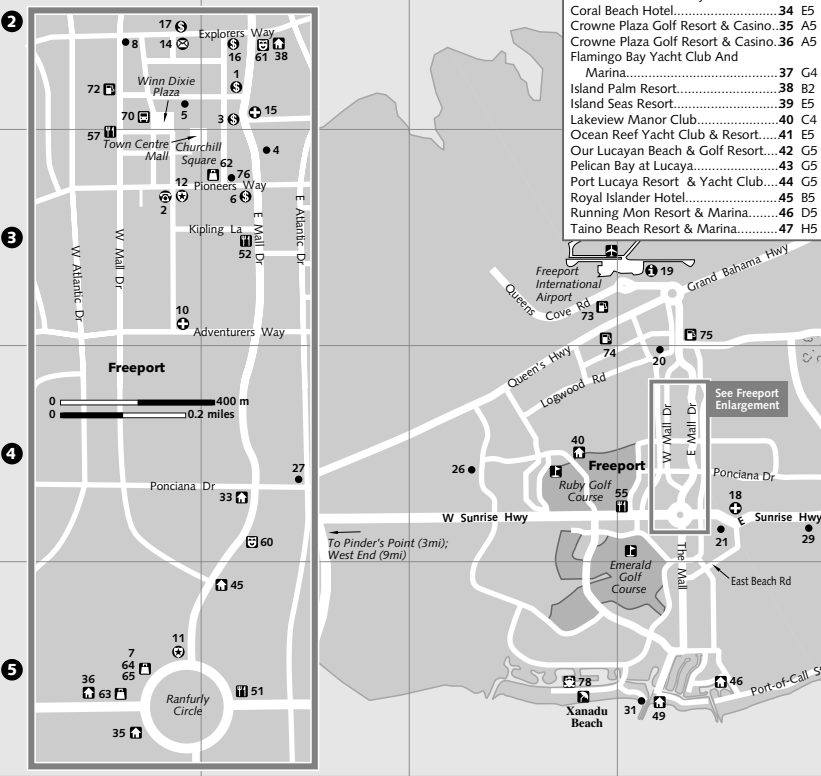 Coral Beach Hotel..............................34 E5
Crowne Plaza Golf Resort & Casino..35 A5
Crowne Plaza Golf Resort & Casino..36 A5
Flamingo Bay Yacht Club And
Marina..............................37 G4
Island Palm Resort..............................38 B2
Island Seas Resort..............................39 E5
Lakeview Manor Club.........................40 C4
Ocean Reef Yacht Club & Resort.....41 E5
Our Lucayan Beach & Golf Resort...42 G5
Pelican Bay at Lucaya........................43 G5
Port Lucaya Resort & Yacht Club....44 G5
Royal Islander Hotel..........................45 B5
Running Mon Resort & Marina........46 D5
Taino Beach Resort & Marina...........47 H5
2
17
Explorers Way
8
14
16
61
38
72
Winn Dixie
Plaza
1
70
5
3
15
57
Town Centre
Mall
Churchill
Square
62
4
76
12
Pioneers Way
2
6
3
W Atlantic Dr
W Mall Dr
Kipling La
52
E Mall Dr
E Atlantic Dr
10
Adventurers Way
Freeport
0
400 m
0
0.2 miles
4
27
Ponciana Dr
33
60
45
11
7
64
65
36
63
5
Ranfurly
Circle
51
35
Freeport
International
Airport
19
Grand Bahama Hwy
Queens Cove Rd
73
74
75
20
Queen's Hwy
Logwood Rd
See Freeport
Enlargement
W Mall Dr
E Mall Dr
40
26
Freeport
Ruby Golf
Course
55
Ponciana Dr
18
W Sunrise Hwy
E Sunrise Hwy
21
29
To Pinder's Point (3mi);
West End (9mi)
Emerald
Golf
Course
The Mall
East Beach Rd
78
Xanadu
Beach
31
49
46
Port-of-Call